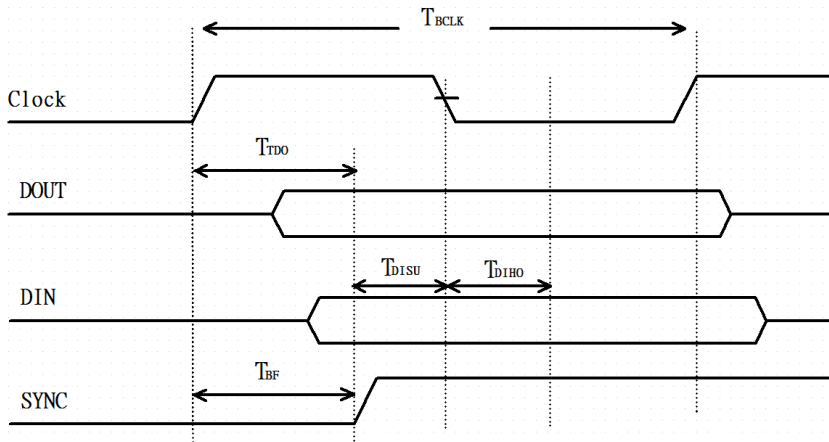 TBCLK
Clock
TTDO
DOUT
TDISU TDIHO
DIN
TBF
SYNC